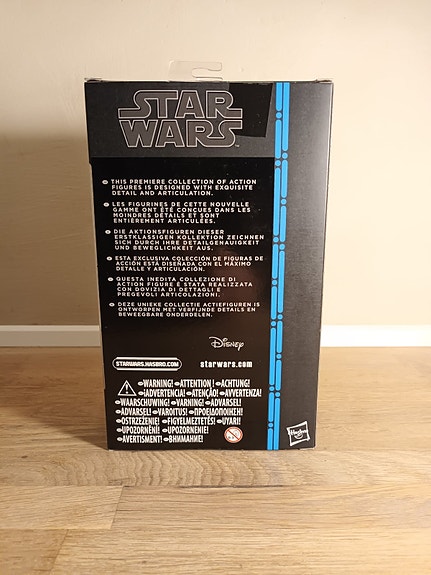 STAR
WARS
THIS PREMIERE COLLECTION OF ACTION
FIGURES IS DESIGNED WITH EXQUISITE
DETAIL AND ARTICULATION.
LES FIGURINES DE CETTE NOUVELLE
GAMME ONT ÉTÉ CONÇUES DANS LES
MOINDRES DÉTAILS ET SONT
ENTIÈREMENT ARTICULÉES.
DIE AKTIONSFIGUREN DIESER
ERSTKLASSIGEN KOLLEKTION ZEICHNEN
SICH DURCH IHRE DETAILGENAUIGKEIT
UND BEWEGLICHKEIT AUS.
ESTA EXCLUSIVA COLECCIÓN DE FIGURAS DE
ACCIÓN ESTÁ DISEÑADA CON EL MÁXIMO
DETALLE Y ARTICULACIÓN.
QUESTA INEDITA COLLEZIONE DI
ACTION FIGURE È STATA REALIZZATA
CON DOVIZIA DI DETTAGLI E
PREGEVOLI ARTICOLAZIONI.
DEZE UNIEKE COLLECTIE ACTIEFIGUREN IS
ONTWORPEN MET VERFIJNDE DETAILS EN
BEWEEGBARE ONDERDELEN.
Disney
STARWARS.HASBRO.COM starwars.com
WARNING! ATTENTION! ACHTUNG!
¡ADVERTENCIA! ATENÇÃO! AVVERTENZA!
WAARSCHUWING! VARNING! ADVARSEL!
ADVARSEL! VAROITUS! ΠΡΟΕΙΔΟΠΟΙΗΣΗ!
OSTRZEŻENIE! FIGYELMEZTETÉS! UYARI!
UPOZORNĚNÍ! UPOZORNENIE!
AVERTISMENT! ВНИМАНИЕ!
Hasbro